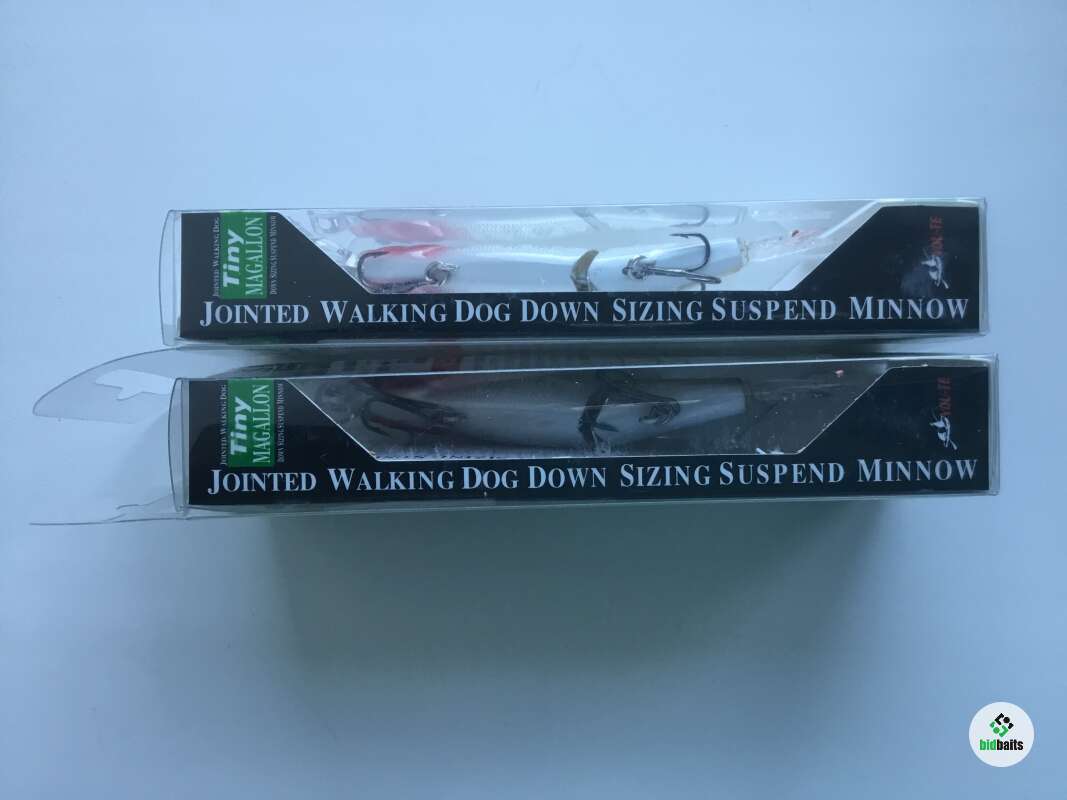 JOINTED WALKING DOG
Tiny
MAGALLON
DOWN SIZING SUSPEND MINNOW
JOINTED WALKING DOG DOWN SIZING SUSPEND MINNOW
JOINTED WALKING DOG
Tiny
MAGALLON
DOWN SIZING SUSPEND MINNOW
JOINTED WALKING DOG DOWN SIZING SUSPEND MINNOW
bidbaits